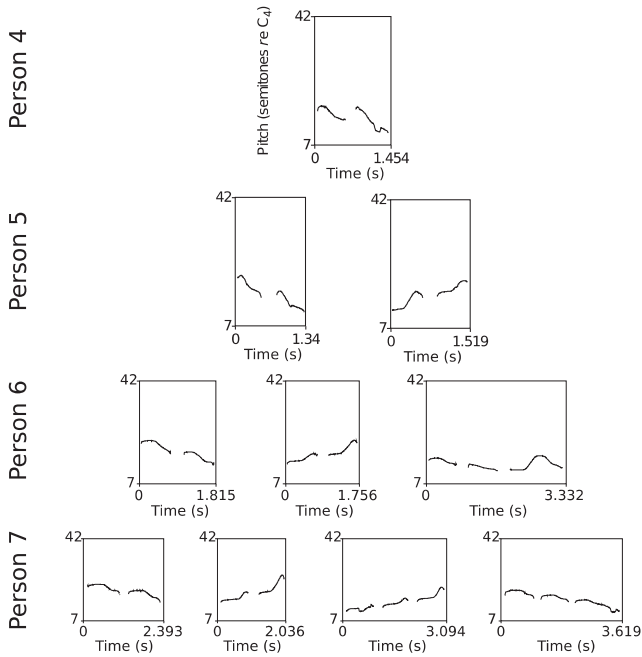 Person 4
Pitch (semitones re C4)
42
7
0 1.454
Time (s)
Person 5
42 42
7 7
0 1.34 0 1.519
Time (s) Time (s)
Person 6
42 42 42
7 7 7
0 1.815 0 1.756 0 3.332
Time (s) Time (s) Time (s)
Person 7
42 42 42 42
7 7 7 7
0 2.393 0 2.036 0 3.094 0 3.619
Time (s) Time (s) Time (s) Time (s)